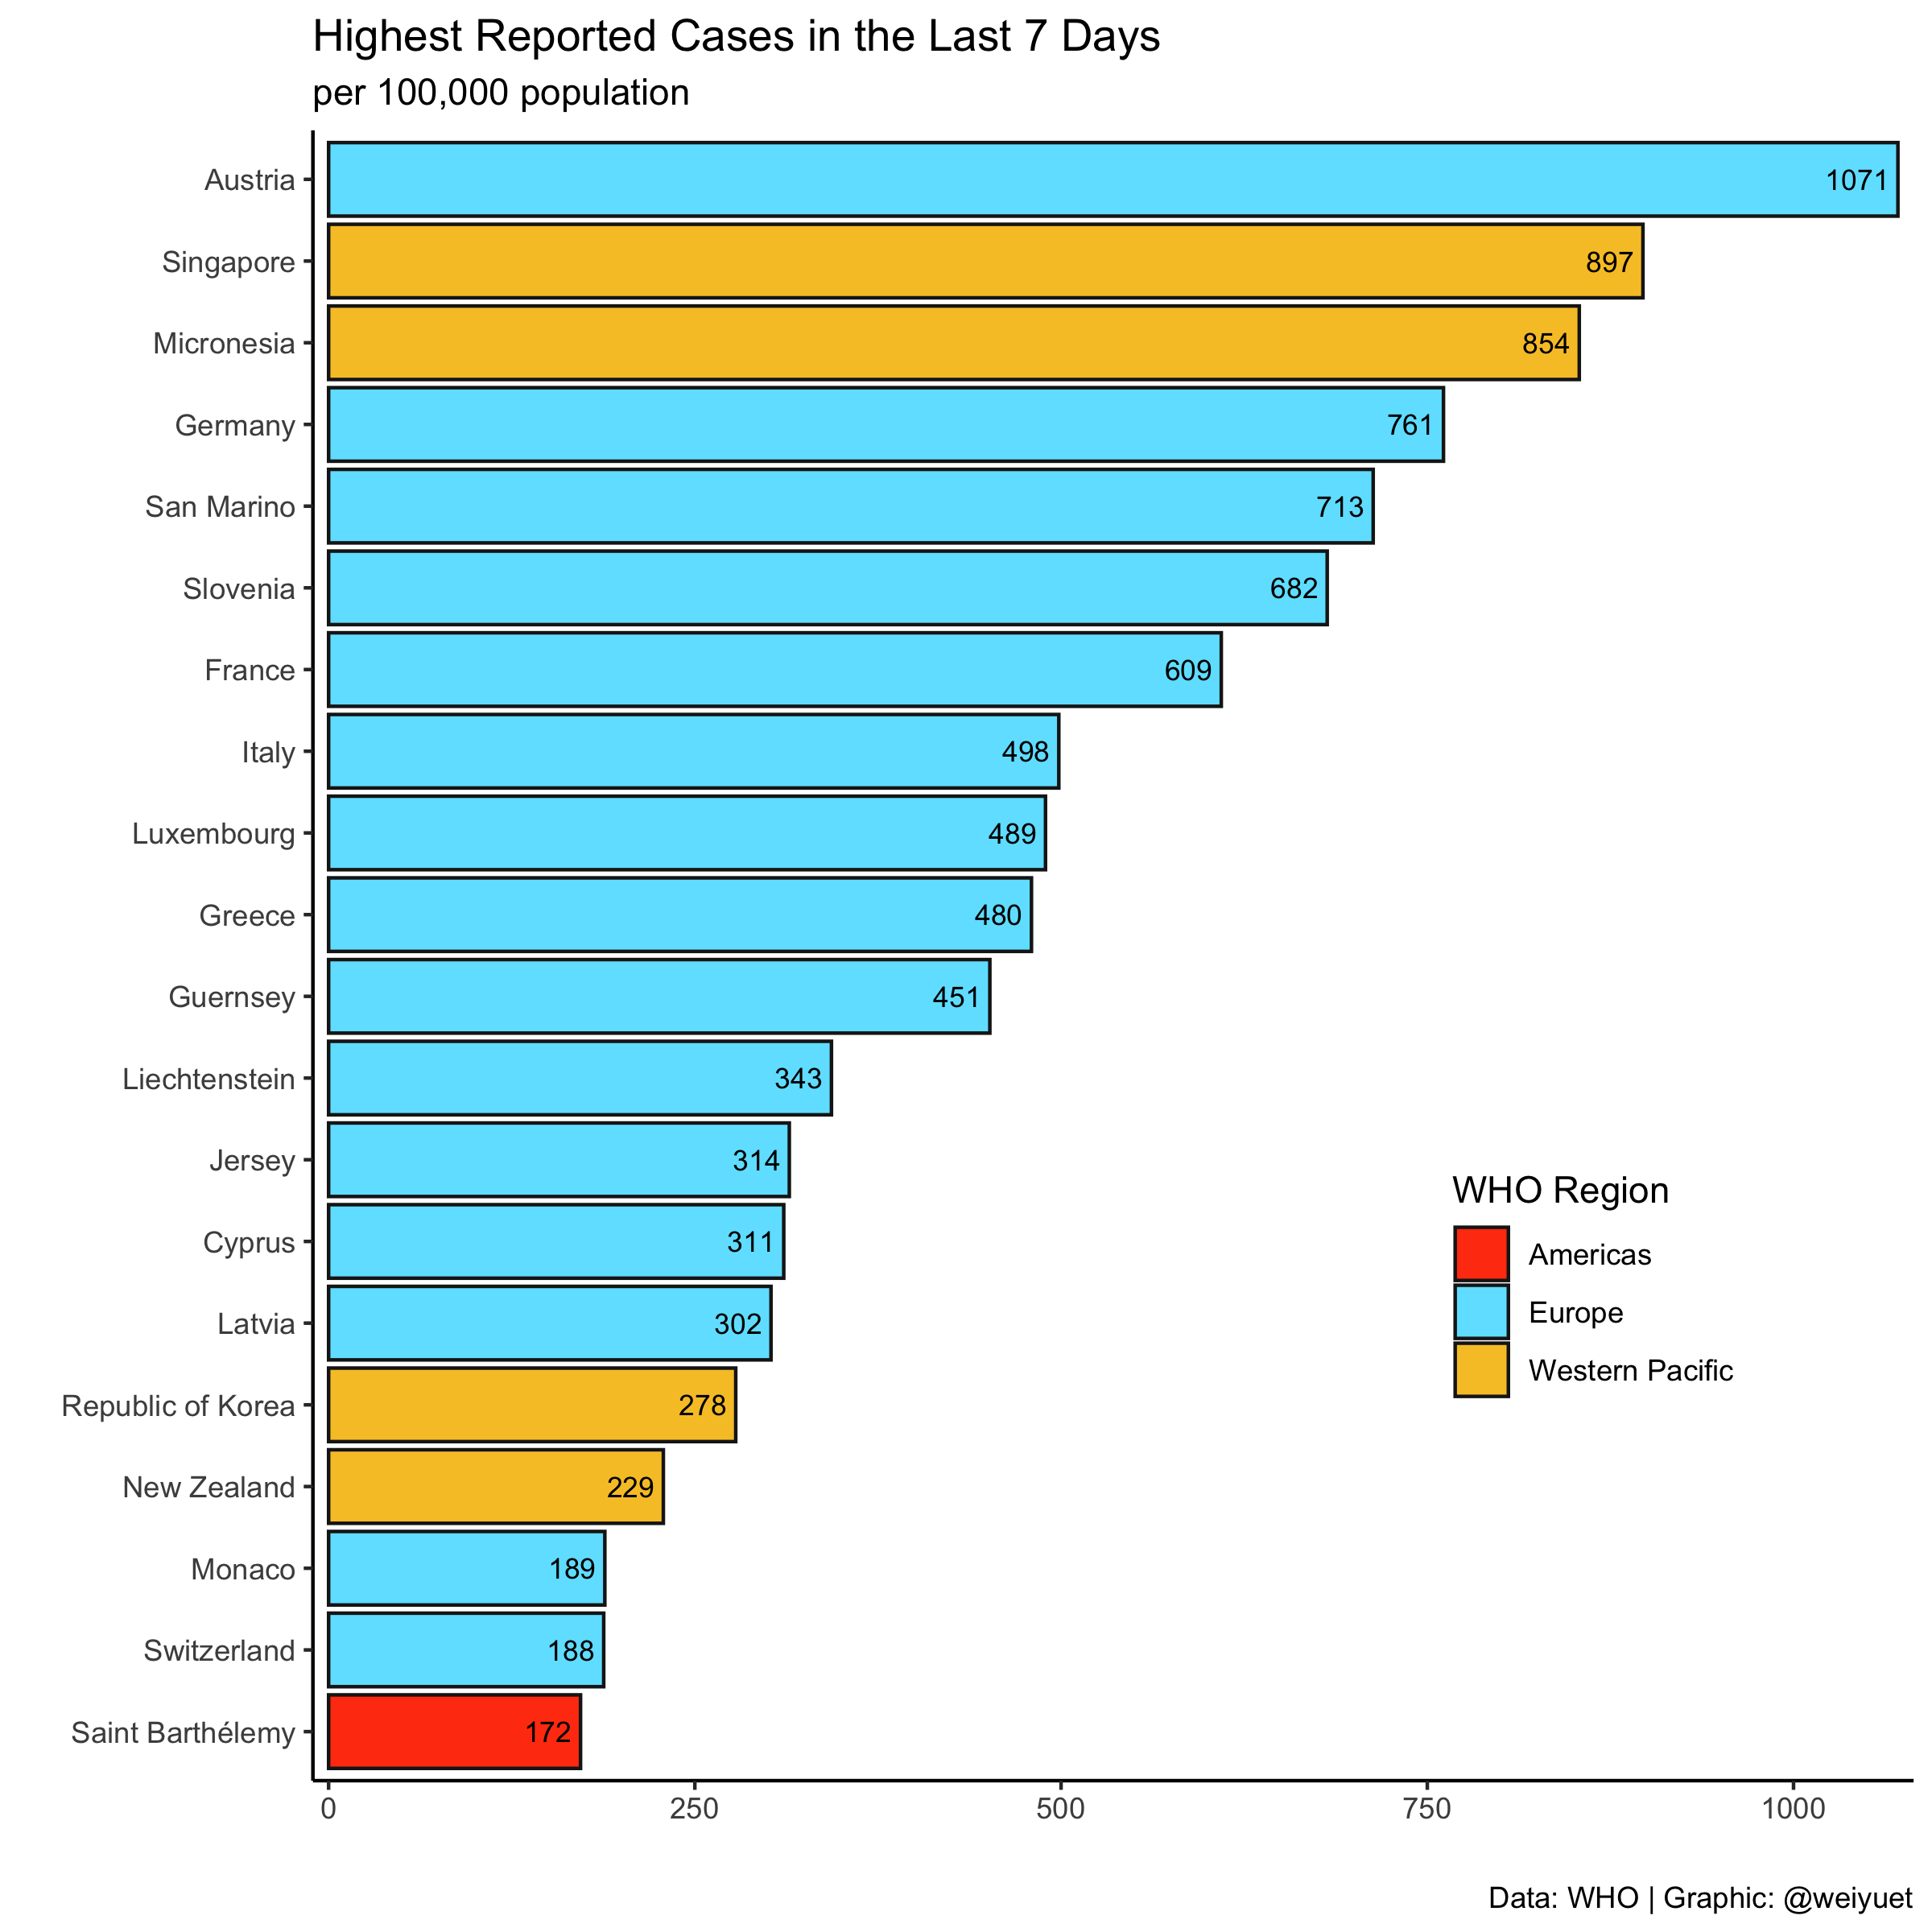 Highest Reported Cases in the Last 7 Days
per 100,000 population
Austria 1071
Singapore 897
Micronesia 854
Germany 761
San Marino 713
Slovenia 682
France 609
Italy 498
Luxembourg 489
Greece 480
Guernsey 451
Liechtenstein 343
Jersey 314
Cyprus 311
Latvia 302
Republic of Korea 278
New Zealand 229
Monaco 189
Switzerland 188
Saint Barthélemy 172
0 250 500 750 1000
WHO Region
Americas
Europe
Western Pacific
Data: WHO | Graphic: @weiyuet